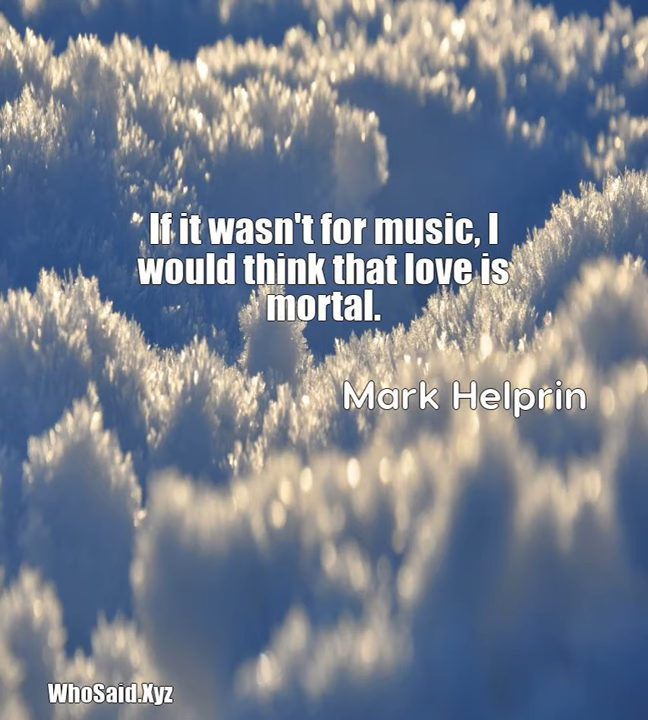 If it wasn't for music, I
would think that love is
mortal.
Mark Helprin
WhoSaid.Xyz